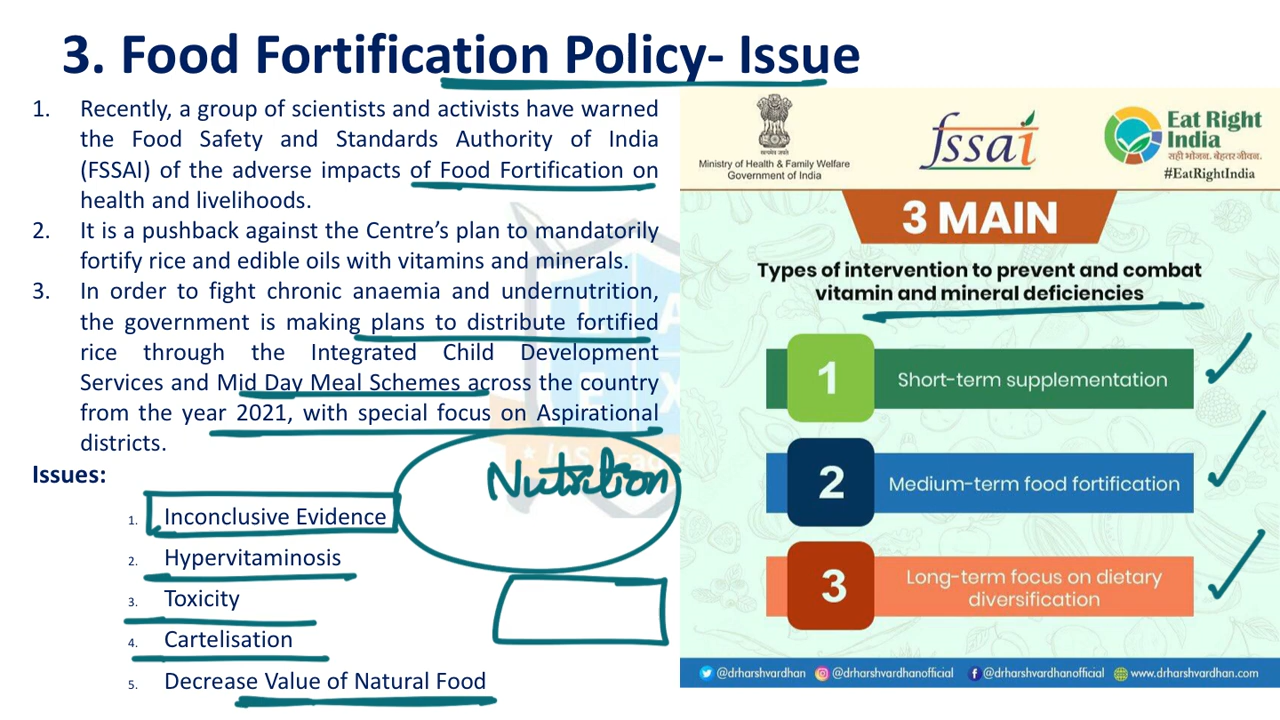 3. Food Fortification Policy- Issue
1. Recently, a group of scientists and activists have warned
the Food Safety and Standards Authority of India
(FSSAI) of the adverse impacts of Food Fortification on
health and livelihoods.
2. It is a pushback against the Centre’s plan to mandatorily
fortify rice and edible oils with vitamins and minerals.
3. In order to fight chronic anaemia and undernutrition,
the government is making plans to distribute fortified
rice through the Integrated Child Development
Services and Mid Day Meal Schemes across the country
from the year 2021, with special focus on Aspirational
districts.
Issues:
Nutrition
1. Inconclusive Evidence
2. Hypervitaminosis
3. Toxicity
4. Cartelisation
5. Decrease Value of Natural Food
Ministry of Health & Family Welfare
Government of India
fssai
Eat Right
India
सही भोजन. बेहतर जीवन.
#EatRightIndia
3 MAIN
Types of intervention to prevent and combat
vitamin and mineral deficiencies
1 Short-term supplementation
2 Medium-term food fortification
3 Long-term focus on dietary
diversification
@drharshvardhan @drharshvardhanofficial @drharshvardhanofficial www.drharshvardhan.com